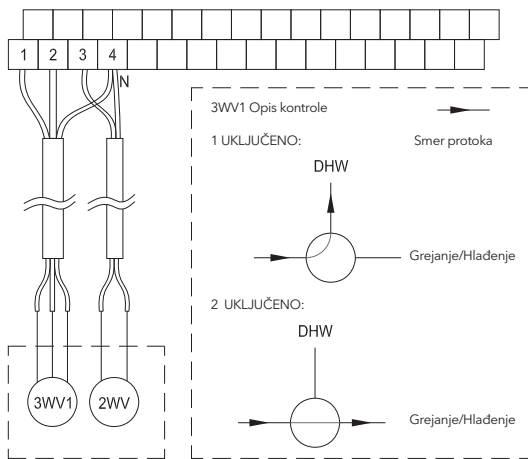 1 2 3 4
N
3WV1 2WV
3WV1 Opis kontrole
Smer protoka
1 UKLJUČENO:
DHW
Grejanje/Hlađenje
2 UKLJUČENO:
DHW
Grejanje/Hlađenje